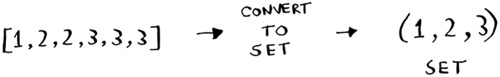 [1,2,2,3,3,3] → CONVERT TO SET → (1,2,3)
SET